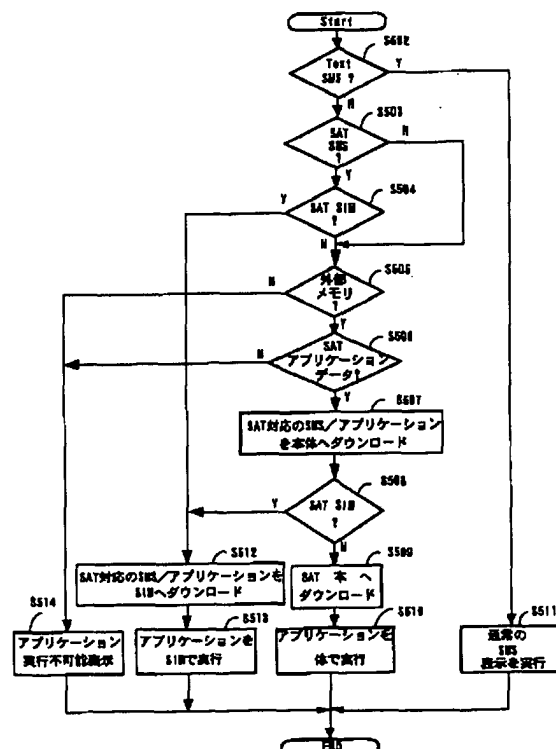 Start
S502
Text
SMS ?
Y
N
S503
SAT
SMS
?
N
Y
S504
SAT SIM
?
Y
N
S505
外部
メモリ
?
N
Y
S506
SAT
アプリケーション
データ?
N
Y
S507
SAT対応のSMS/アプリケーション
を本体へダウンロード
S508
SAT SIM
?
Y
N
S512
SAT対応のSMS/アプリケーションを
SIMへダウンロード
S509
SAT 本 へ
ダウンロード
S514
アプリケーション
実行不可能表示
S513
アプリケーションを
SIMで実行
S510
アプリケーションを
体で実行
S511
通常の
SMS
表示を実行
END